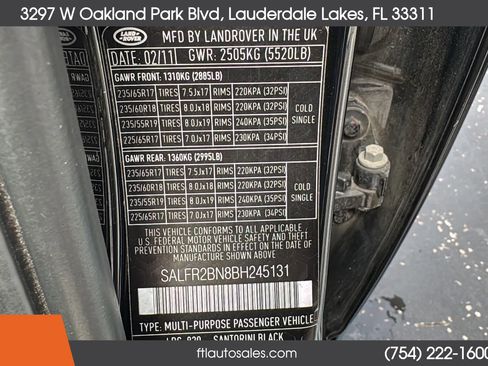 3297 W Oakland Park Blvd, Lauderdale Lakes, FL 33311
LAND ROVER
MFD BY LANDROVER IN THE UK
DATE: 02/11 GWR: 2505KG (5520LB)
GAWR FRONT: 1310KG (2885LB)
235/65R17 TIRES 7.5Jx17 RIMS 220KPA (32PSI)
235/60R18 TIRES 8.0Jx18 RIMS 220KPA (32PSI)
235/55R19 TIRES 8.0Jx19 RIMS 240KPA (35PSI)
225/65R17 TIRES 7.0Jx17 RIMS 230KPA (34PSI)
COLD
SINGLE
GAWR REAR: 1360KG (2995LB)
235/65R17 TIRES 7.5Jx17 RIMS 220KPA (32PSI)
235/60R18 TIRES 8.0Jx18 RIMS 220KPA (32PSI)
235/55R19 TIRES 8.0Jx19 RIMS 240KPA (35PSI)
225/65R17 TIRES 7.0Jx17 RIMS 230KPA (34PSI)
COLD
SINGLE
THIS VEHICLE CONFORMS TO ALL APPLICABLE
U.S. FEDERAL MOTOR VEHICLE SAFETY AND
THEFT PREVENTION STANDARDS IN EFFECT ON
THE DATE OF MANUFACTURE SHOWN ABOVE
SALFR2BN8BH245131
TYPE: MULTI-PURPOSE PASSENGER VEHICLE
SANTORINI BLACK
ftlautosales.com
(754) 222-1600